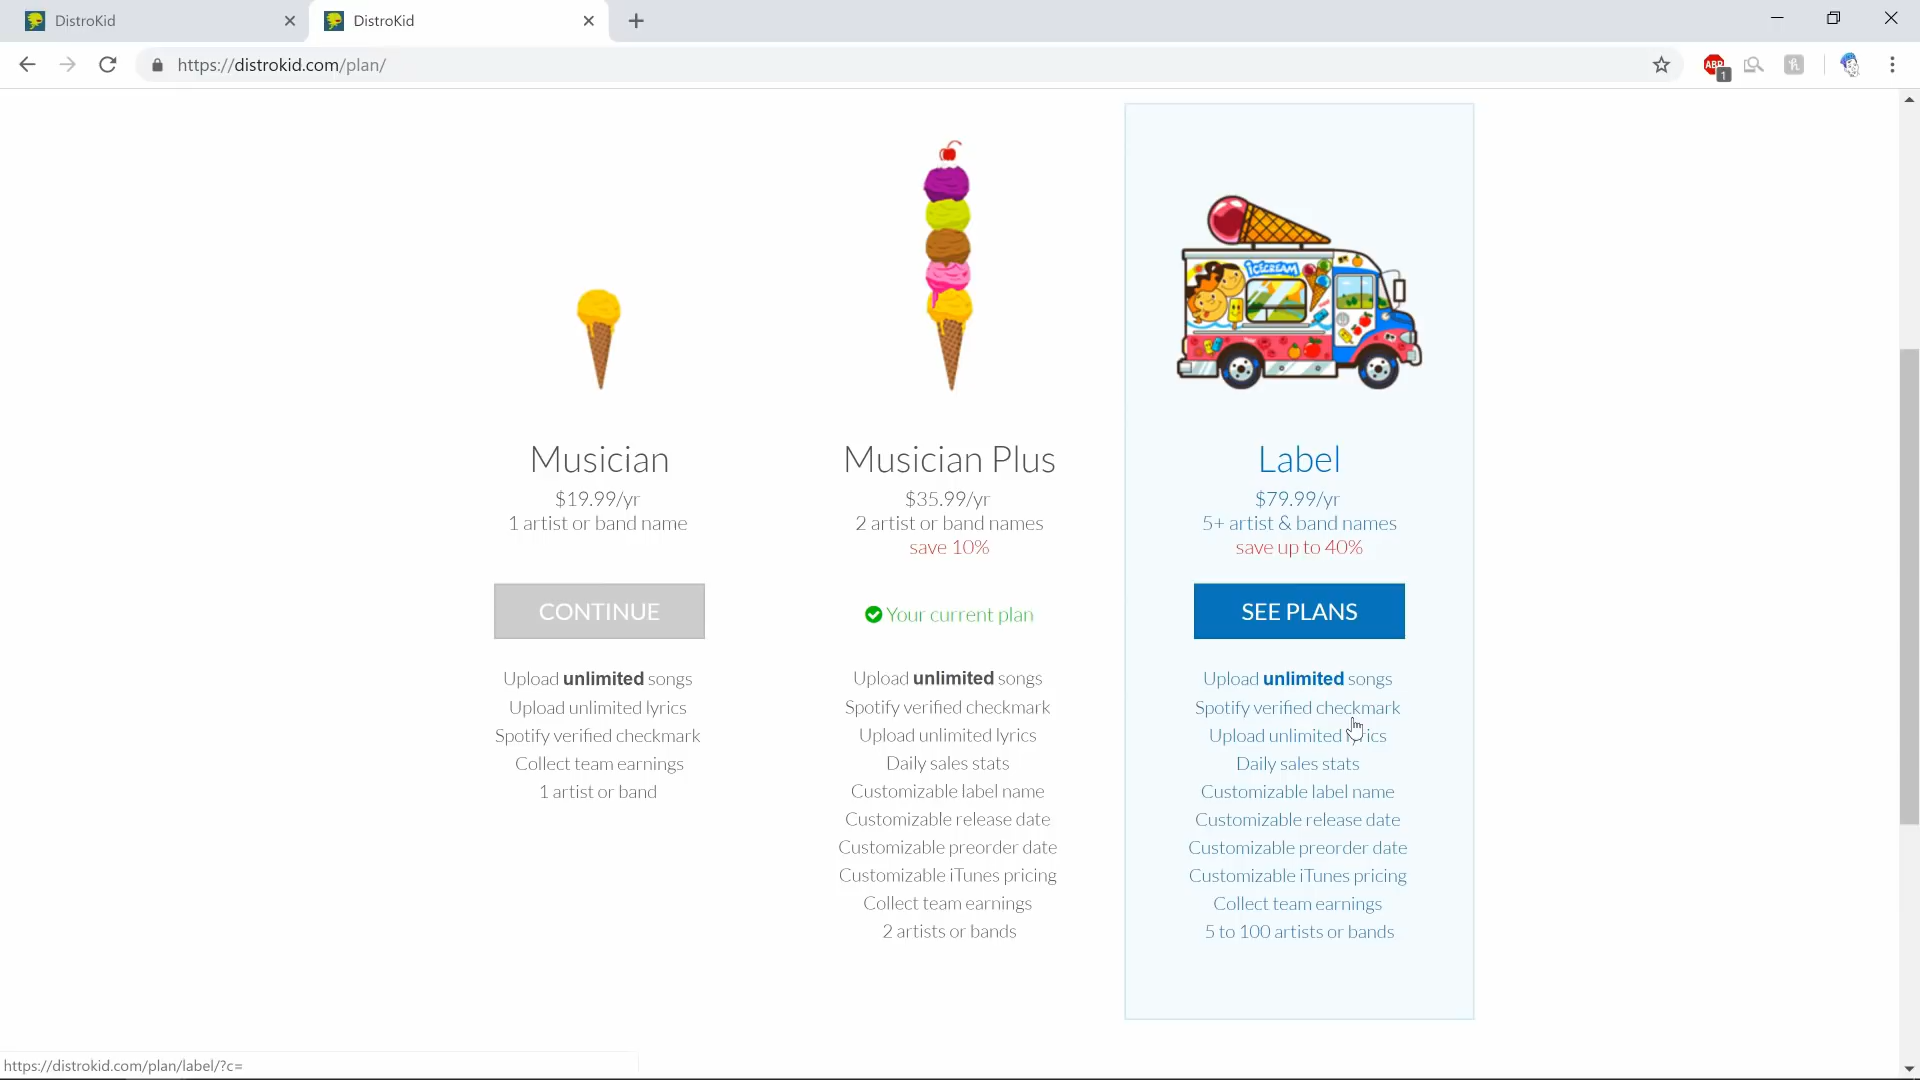 DistroKid
DistroKid
https://distrokid.com/plan/
ABP
1
ICECREAM
Musician
$19.99/yr
1 artist or band name
CONTINUE
Upload unlimited songs
Upload unlimited lyrics
Spotify verified checkmark
Collect team earnings
1 artist or band
Musician Plus
$35.99/yr
2 artist or band names
save 10%
Your current plan
Upload unlimited songs
Spotify verified checkmark
Upload unlimited lyrics
Daily sales stats
Customizable label name
Customizable release date
Customizable preorder date
Customizable iTunes pricing
Collect team earnings
2 artists or bands
Label
$79.99/yr
5+ artist & band names
save up to 40%
SEE PLANS
Upload unlimited songs
Spotify verified checkmark
Upload unlimited lyrics
Daily sales stats
Customizable label name
Customizable release date
Customizable preorder date
Customizable iTunes pricing
Collect team earnings
5 to 100 artists or bands
https://distrokid.com/plan/label/?c=